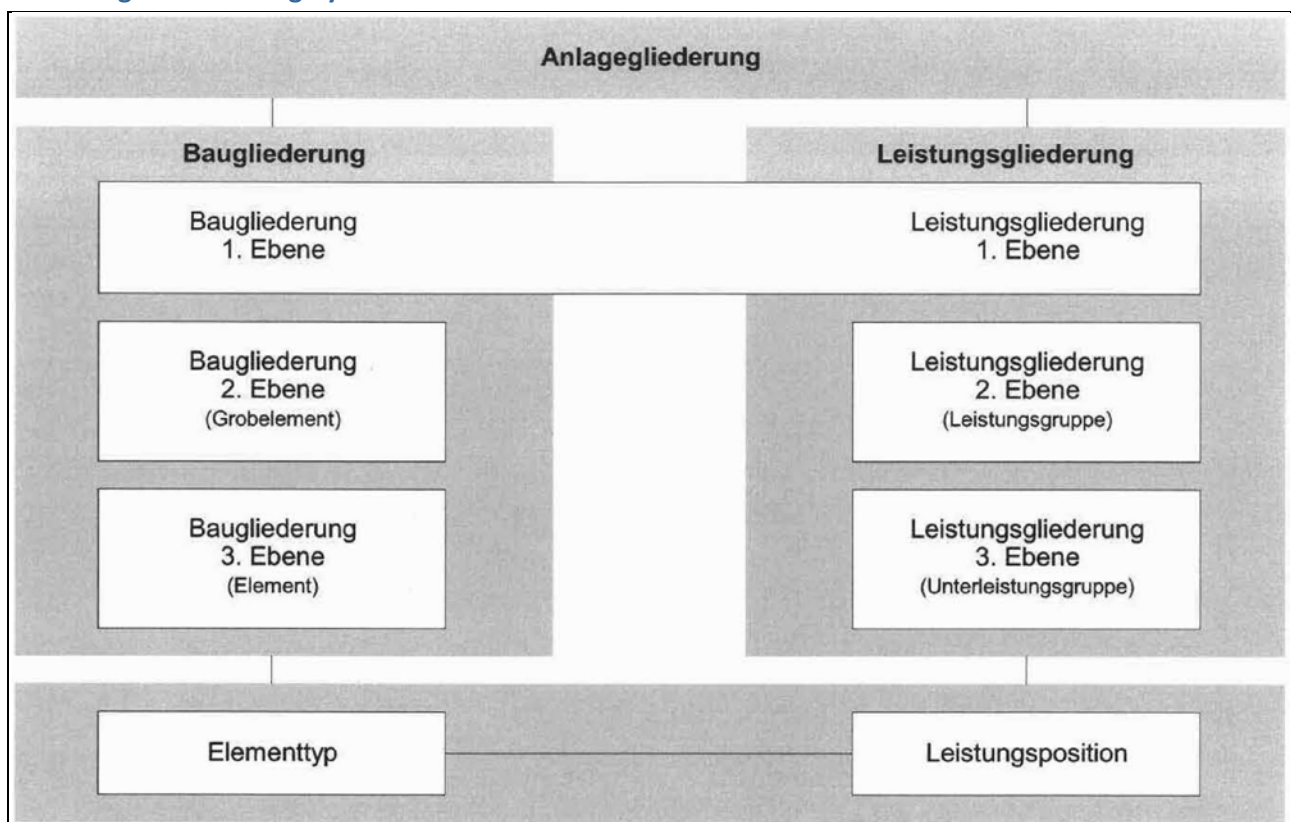 Anlagegliederung
Baugliederung
Leistungsgliederung
Baugliederung
1. Ebene
Leistungsgliederung
1. Ebene
Baugliederung
2. Ebene
(Grobelement)
Leistungsgliederung
2. Ebene
(Leistungsgruppe)
Baugliederung
3. Ebene
(Element)
Leistungsgliederung
3. Ebene
(Unterleistungsgruppe)
Elementtyp
Leistungsposition